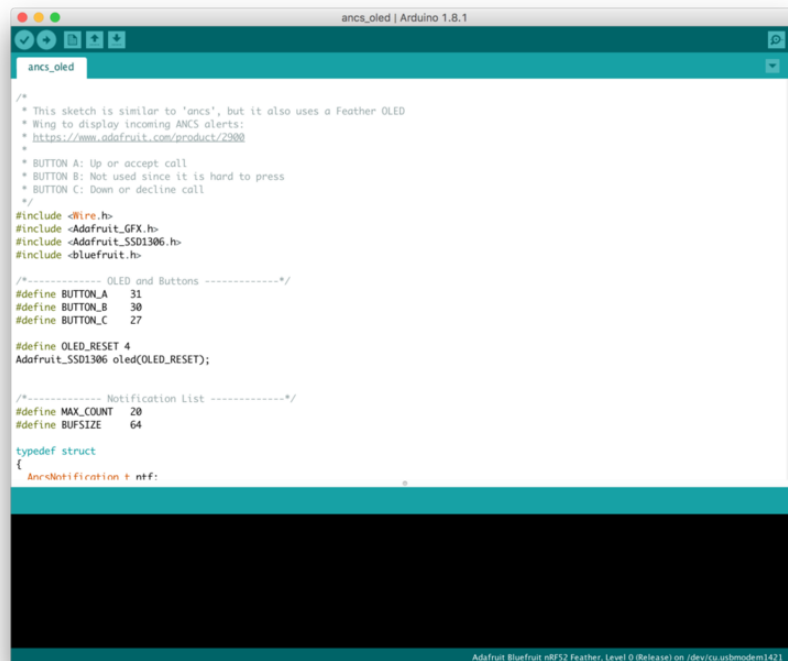 ancs_oled | Arduino 1.8.1
ancs_oled
/*
 * This sketch is similar to 'ancs', but it also uses a Feather OLED
 * Wing to display incoming ANCS alerts:
 * https://www.adafruit.com/product/2900
 *
 * BUTTON A: Up or accept call
 * BUTTON B: Not used since it is hard to press
 * BUTTON C: Down or decline call
 */
#include <Wire.h>
#include <Adafruit_GFX.h>
#include <Adafruit_SSD1306.h>
#include <bluefruit.h>
/*------------- OLED and Buttons -------------*/
#define BUTTON_A    31
#define BUTTON_B    30
#define BUTTON_C    27
#define OLED_RESET 4
Adafruit_SSD1306 oled(OLED_RESET);
/*------------- Notification List -------------*/
#define MAX_COUNT   20
#define BUFSIZE     64
typedef struct
{
  AncsNotification_t ntf;
Adafruit Bluefruit nRF52 Feather, Level 0 (Release) on /dev/cu.usbmodem1421